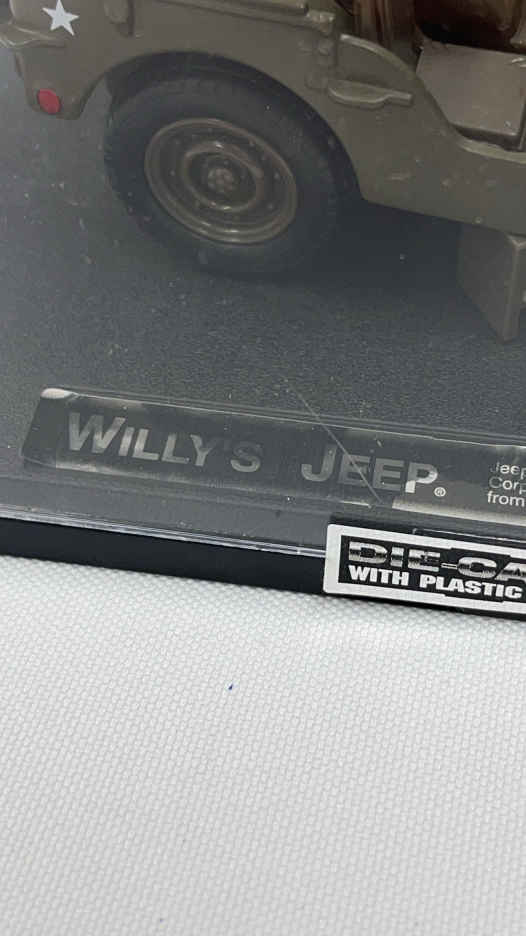 WILLY'S JEEP®
Jeep
Corp
from
DIE-CA
WITH PLASTIC